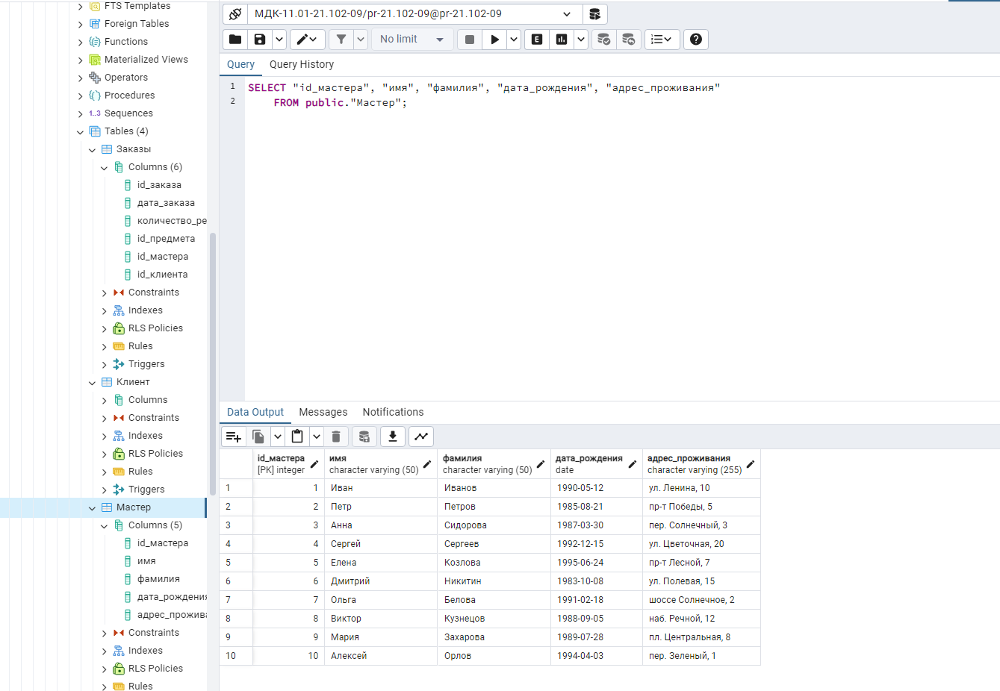 FTS Templates
Foreign Tables
Functions
Materialized Views
Operators
Procedures
1..3 Sequences
Tables (4)
Заказы
Columns (6)
id_заказа
дата_заказа
количество_ре
id_предмета
id_мастера
id_клиента
Constraints
Indexes
RLS Policies
Rules
Triggers
Клиент
Columns
Constraints
Indexes
RLS Policies
Rules
Triggers
Мастер
Columns (5)
id_мастера
имя
фамилия
дата_рождения
адрес_прожива
Constraints
Indexes
RLS Policies
Rules
МДК-11.01-21.102-09/pr-21.102-09@pr-21.102-09
No limit
E
Query Query History
1 SELECT "id_мастера", "имя", "фамилия", "дата_рождения", "адрес_проживания"
2 FROM public."Мастер";
Data Output Messages Notifications
id_мастера имя фамилия дата_рождения адрес_проживания
[PK] integer character varying (50) character varying (50) date character varying (255)
1 1 Иван Иванов 1990-05-12 ул. Ленина, 10
2 2 Петр Петров 1985-08-21 пр-т Победы, 5
3 3 Анна Сидорова 1987-03-30 пер. Солнечный, 3
4 4 Сергей Сергеев 1992-12-15 ул. Цветочная, 20
5 5 Елена Козлова 1995-06-24 пр-т Лесной, 7
6 6 Дмитрий Никитин 1983-10-08 ул. Полевая, 15
7 7 Ольга Белова 1991-02-18 шоссе Солнечное, 2
8 8 Виктор Кузнецов 1988-09-05 наб. Речной, 12
9 9 Мария Захарова 1989-07-28 пл. Центральная, 8
10 10 Алексей Орлов 1994-04-03 пер. Зеленый, 1